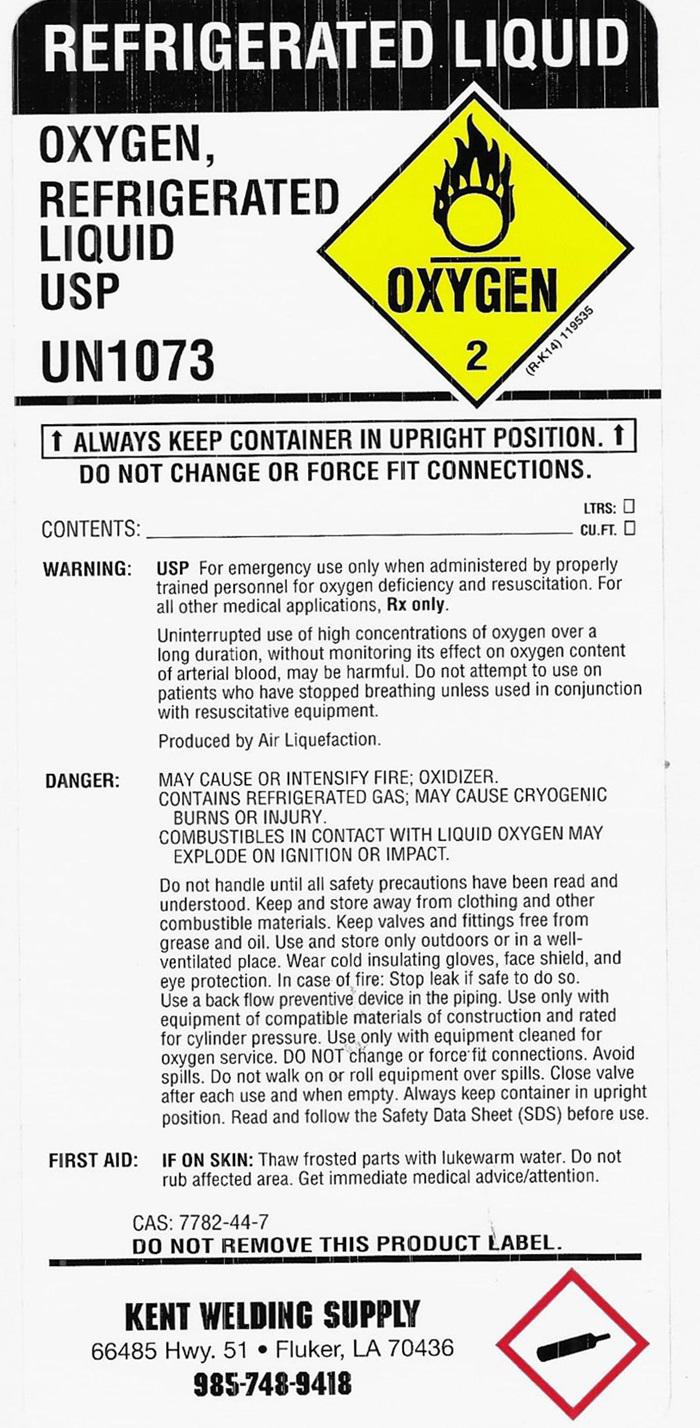 REFRIGERATED LIQUID
OXYGEN,
REFRIGERATED
LIQUID
USP
UN1073
OXYGEN
2
(R-K14) 119535
↑ ALWAYS KEEP CONTAINER IN UPRIGHT POSITION. ↑
DO NOT CHANGE OR FORCE FIT CONNECTIONS.
LTRS: ☐
CONTENTS: ______ CU.FT. ☐
WARNING: USP For emergency use only when administered by properly
trained personnel for oxygen deficiency and resuscitation. For
all other medical applications, Rx only.
Uninterrupted use of high concentrations of oxygen over a
long duration, without monitoring its effect on oxygen content
of arterial blood, may be harmful. Do not attempt to use on
patients who have stopped breathing unless used in conjunction
with resuscitative equipment.
Produced by Air Liquefaction.
DANGER: MAY CAUSE OR INTENSIFY FIRE; OXIDIZER.
CONTAINS REFRIGERATED GAS; MAY CAUSE CRYOGENIC
BURNS OR INJURY.
COMBUSTIBLES IN CONTACT WITH LIQUID OXYGEN MAY
EXPLODE ON IGNITION OR IMPACT.
Do not handle until all safety precautions have been read and
understood. Keep and store away from clothing and other
combustible materials. Keep valves and fittings free from
grease and oil. Use and store only outdoors or in a well-
ventilated place. Wear cold insulating gloves, face shield, and
eye protection. In case of fire: Stop leak if safe to do so.
Use a back flow preventive device in the piping. Use only with
equipment of compatible materials of construction and rated
for cylinder pressure. Use only with equipment cleaned for
oxygen service. DO NOT change or force fit connections. Avoid
spills. Do not walk on or roll equipment over spills. Close valve
after each use and when empty. Always keep container in upright
position. Read and follow the Safety Data Sheet (SDS) before use.
FIRST AID: IF ON SKIN: Thaw frosted parts with lukewarm water. Do not
rub affected area. Get immediate medical advice/attention.
CAS: 7782-44-7
DO NOT REMOVE THIS PRODUCT LABEL.
KENT WELDING SUPPLY
66485 Hwy. 51 • Fluker, LA 70436
985-748-9418